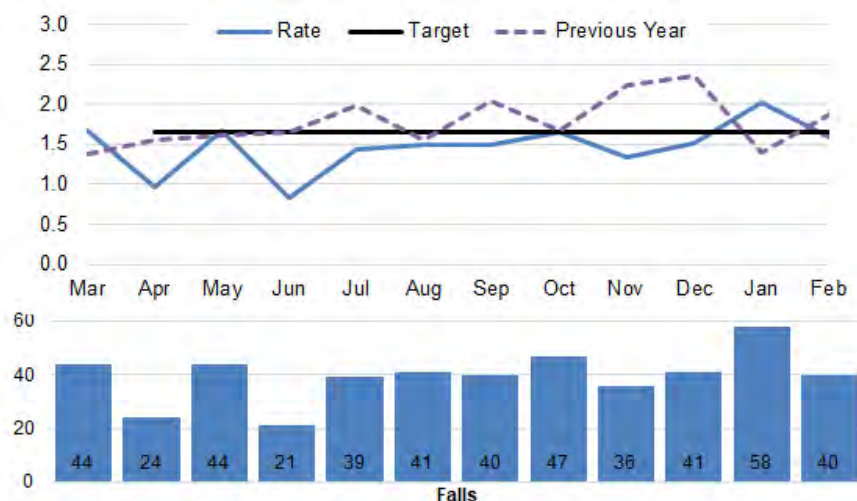 3.0
Rate Target Previous Year
2.5
2.0
1.5
1.0
0.5
0.0
Mar Apr May Jun Jul Aug Sep Oct Nov Dec Jan Feb
60
40
20
44 24 44 21 39 41 40 47 36 41 58 40
0
Falls